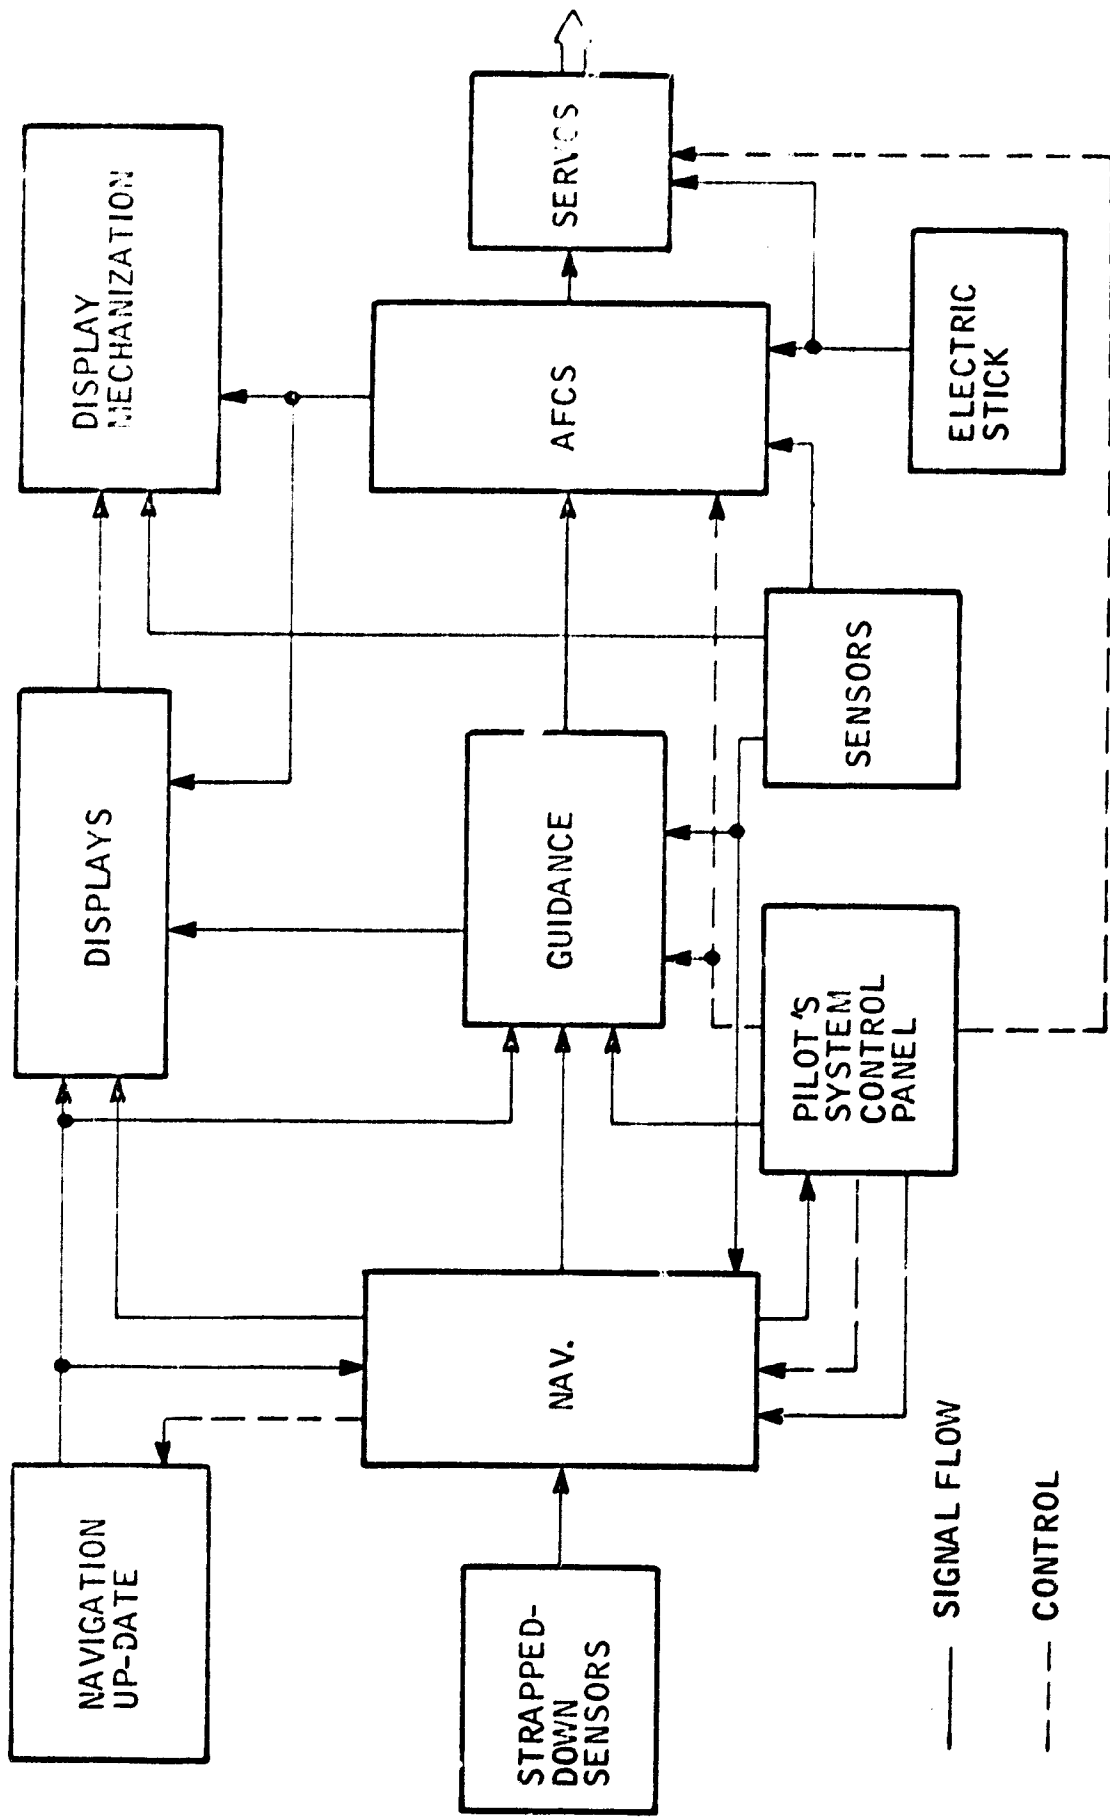 NAVIGATION
UP-DATE
DISPLAYS
DISPLAY
MECHANIZATION
STRAPPED-
DOWN
SENSORS
NAV.
GUIDANCE
AFCS
SERVOS
PILOT'S
SYSTEM
CONTROL
PANEL
SENSORS
ELECTRIC
STICK
SIGNAL FLOW
CONTROL